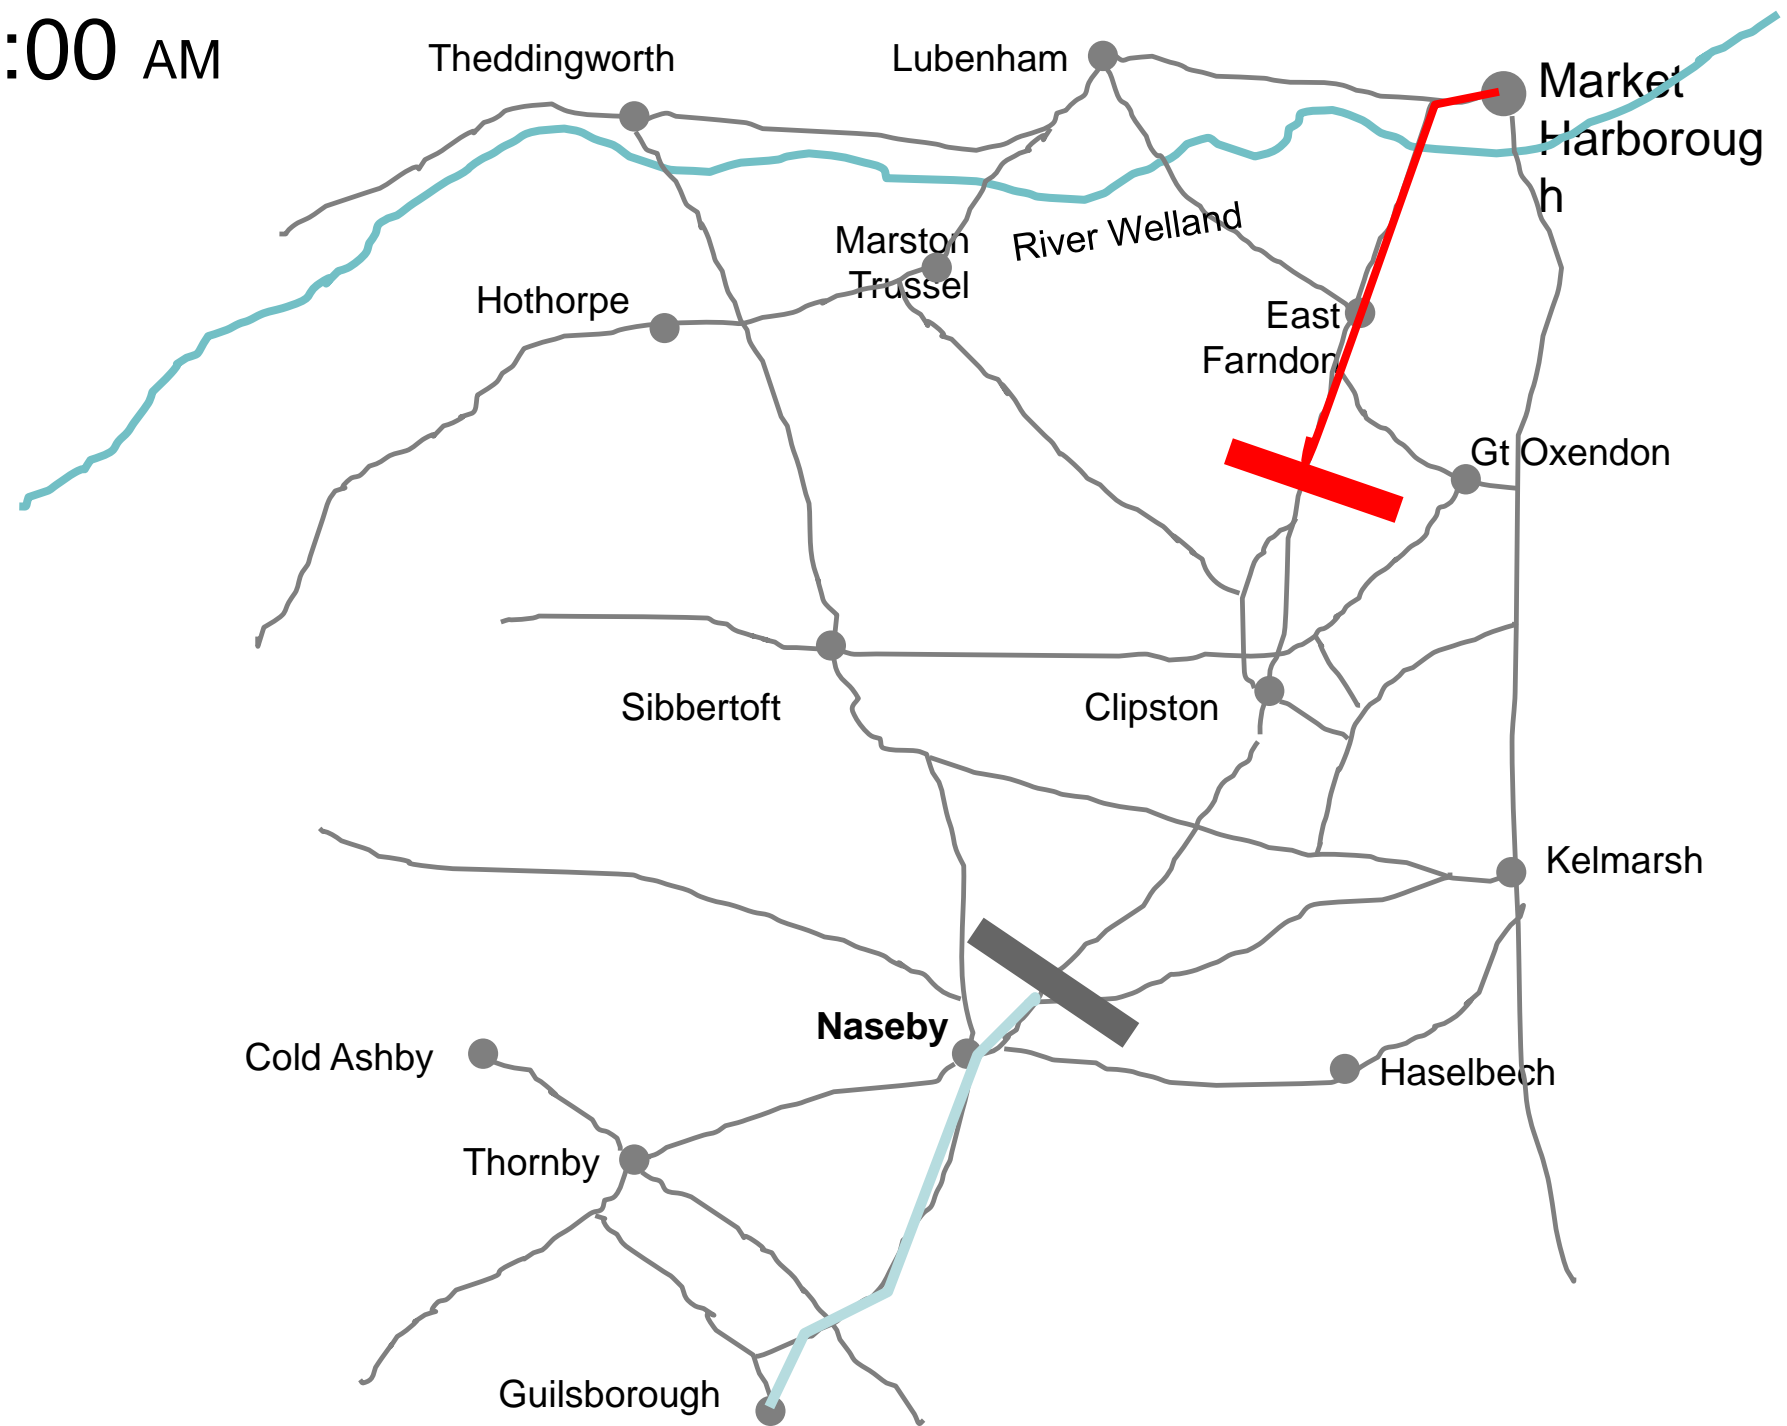 :00 AM
Theddingworth
Lubenham
Market
Harboroug
h
River Welland
Marston
Trussel
Hothorpe
East
Farndon
Gt Oxendon
Sibbertoft
Clipston
Kelmarsh
Naseby
Cold Ashby
Haselbech
Thornby
Guilsborough